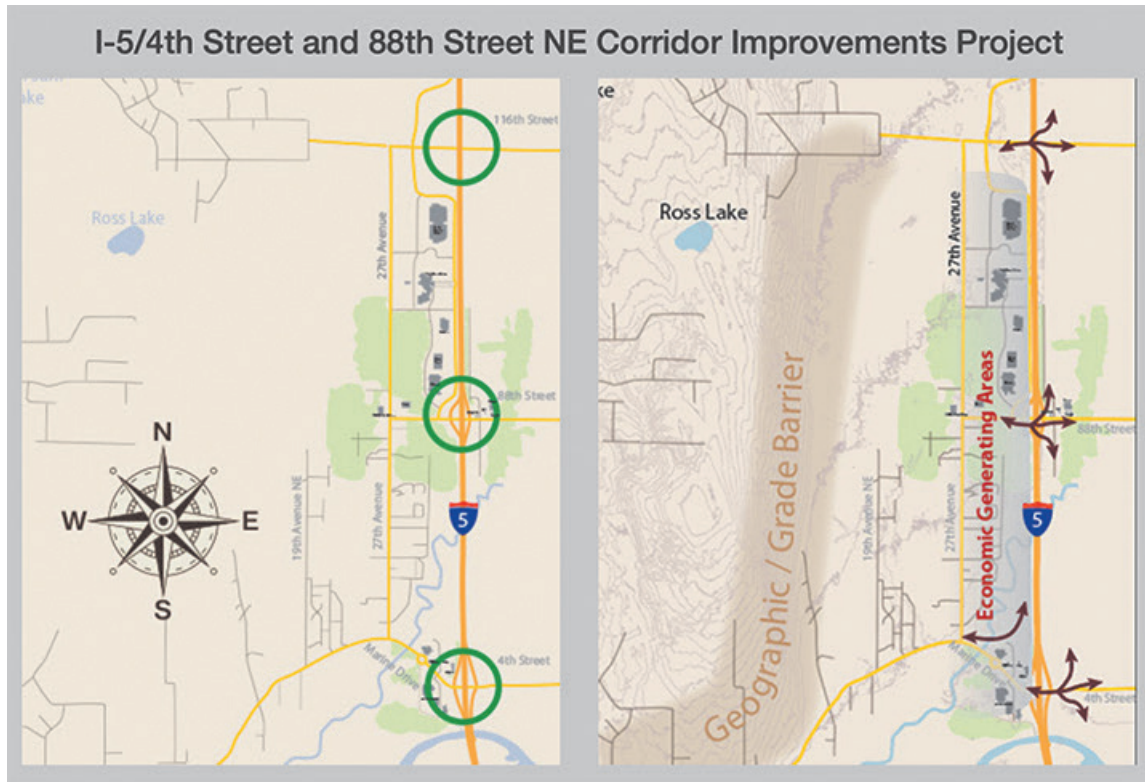 I-5/4th Street and 88th Street NE Corridor Improvements Project
ake
116th Street
Ross Lake
27th Avenue
88th Street
N
W
E
S
5
19th Avenue NE
27th Avenue
4th Street
Marine Drive
ke
Ross Lake
27th Avenue
Geographic / Grade Barrier
Economic Generating Areas
88th Street
5
19th Avenue NE
27th Avenue
Marine Drive
4th Street